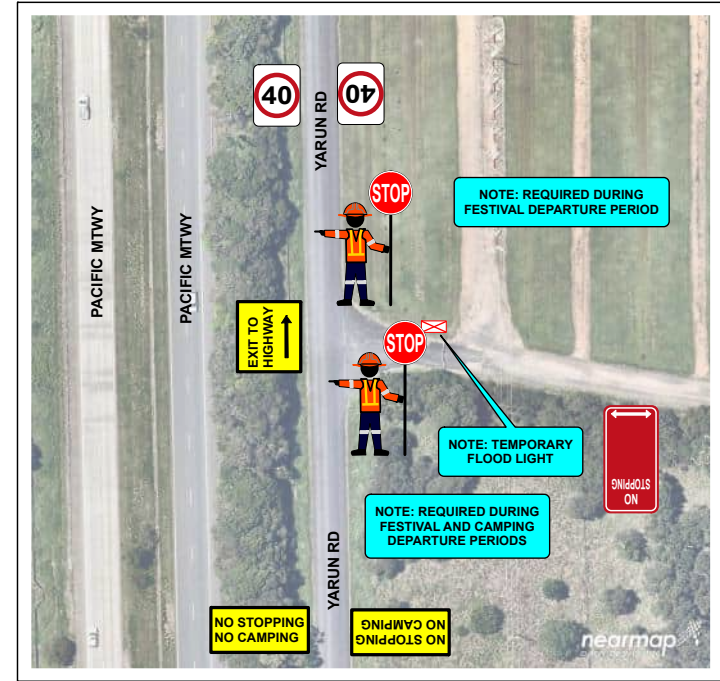 40
40
YARUN RD
STOP
NOTE: REQUIRED DURING
FESTIVAL DEPARTURE PERIOD
PACIFIC MTWY
PACIFIC MTWY
EXIT TO
HIGHWAY
STOP
NOTE: TEMPORARY
FLOOD LIGHT
NO
STOPPING
NOTE: REQUIRED DURING
FESTIVAL AND CAMPING
DEPARTURE PERIODS
YARUN RD
NO STOPPING
NO CAMPING
NO STOPPING
NO CAMPING
nearmap